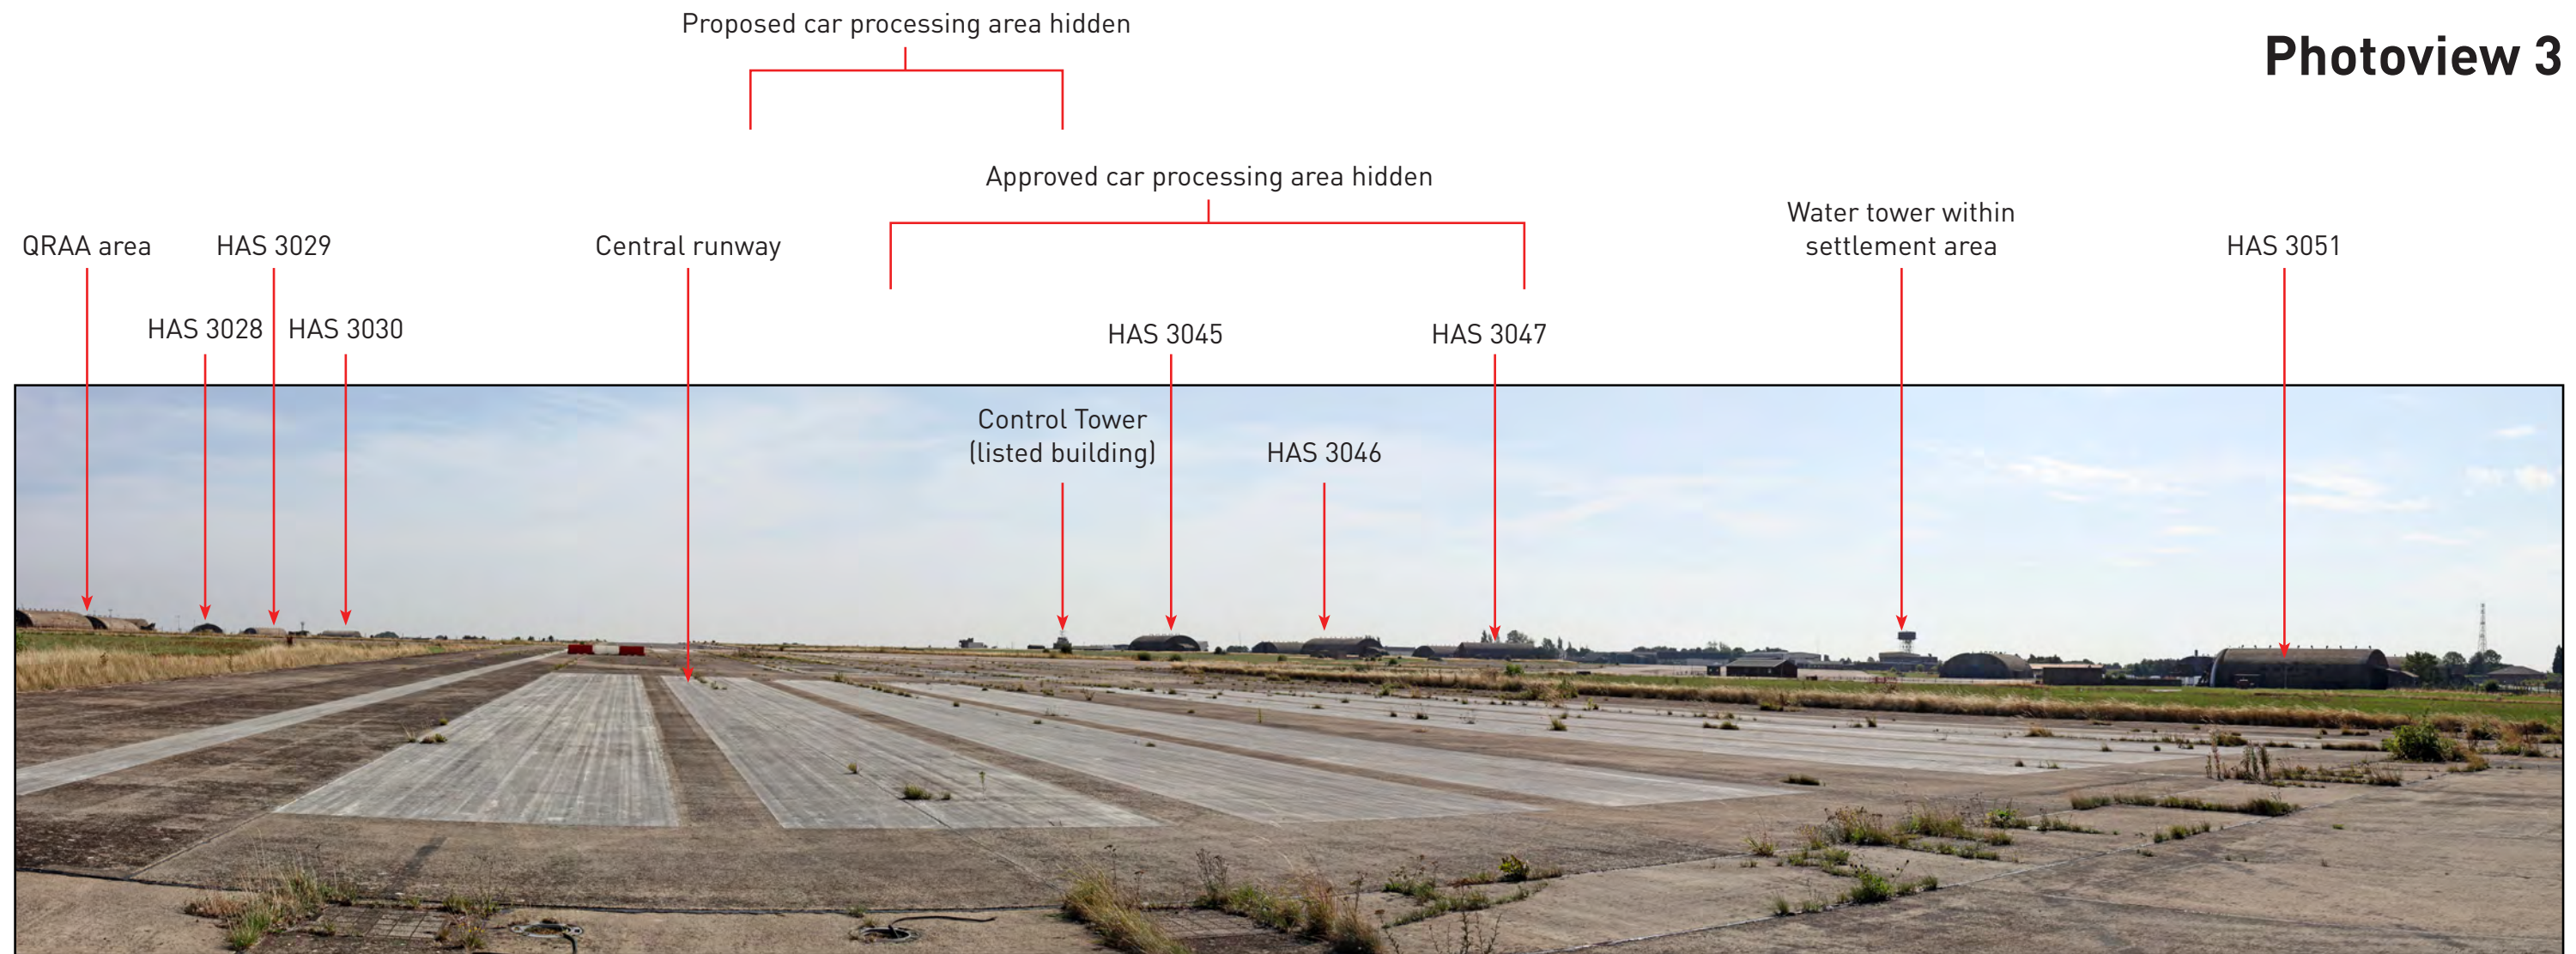 Proposed car processing area hidden
Photoview 3
Approved car processing area hidden
Water tower within
settlement area
QRAA area
HAS 3029
Central runway
HAS 3051
HAS 3028
HAS 3030
HAS 3045
HAS 3047
Control Tower
(listed building)
HAS 3046